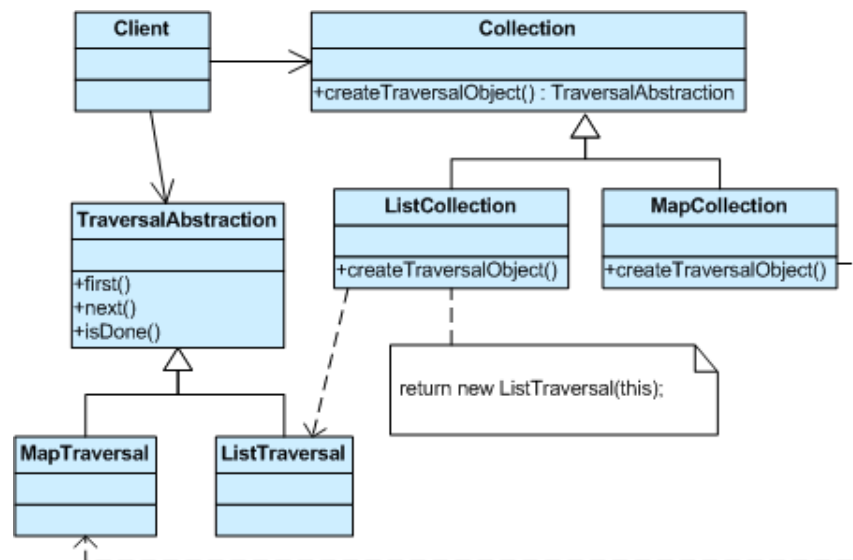 Client
Collection
+createTraversalObject() : TraversalAbstraction
TraversalAbstraction
+first()
+next()
+isDone()
ListCollection
+createTraversalObject()
MapCollection
+createTraversalObject()
return new ListTraversal(this);
MapTraversal
ListTraversal